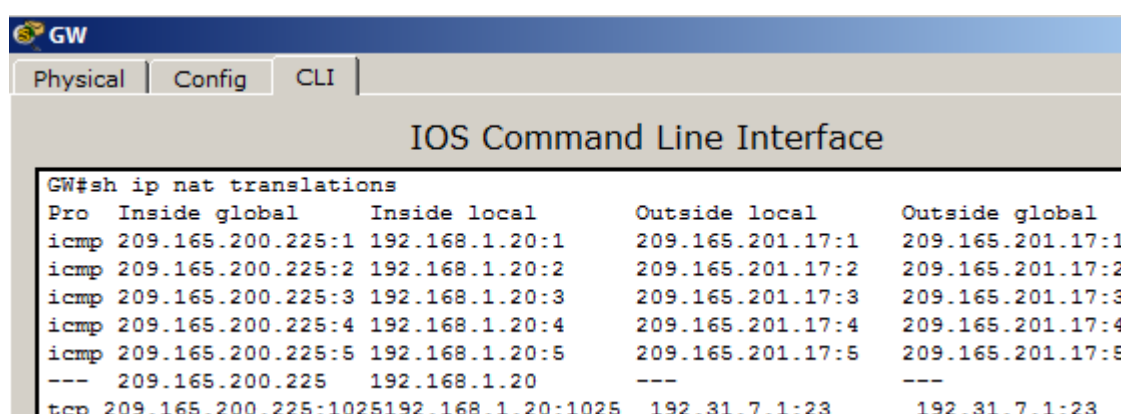 GW
Physical Config CLI
IOS Command Line Interface
GW#sh ip nat translations
Pro Inside global Inside local Outside local Outside global
icmp 209.165.200.225:1 192.168.1.20:1 209.165.201.17:1 209.165.201.17:1
icmp 209.165.200.225:2 192.168.1.20:2 209.165.201.17:2 209.165.201.17:2
icmp 209.165.200.225:3 192.168.1.20:3 209.165.201.17:3 209.165.201.17:3
icmp 209.165.200.225:4 192.168.1.20:4 209.165.201.17:4 209.165.201.17:4
icmp 209.165.200.225:5 192.168.1.20:5 209.165.201.17:5 209.165.201.17:5
--- 209.165.200.225 192.168.1.20 --- ---
tcp 209.165.200.225:1025192.168.1.20:1025 192.31.7.1:23 192.31.7.1:23